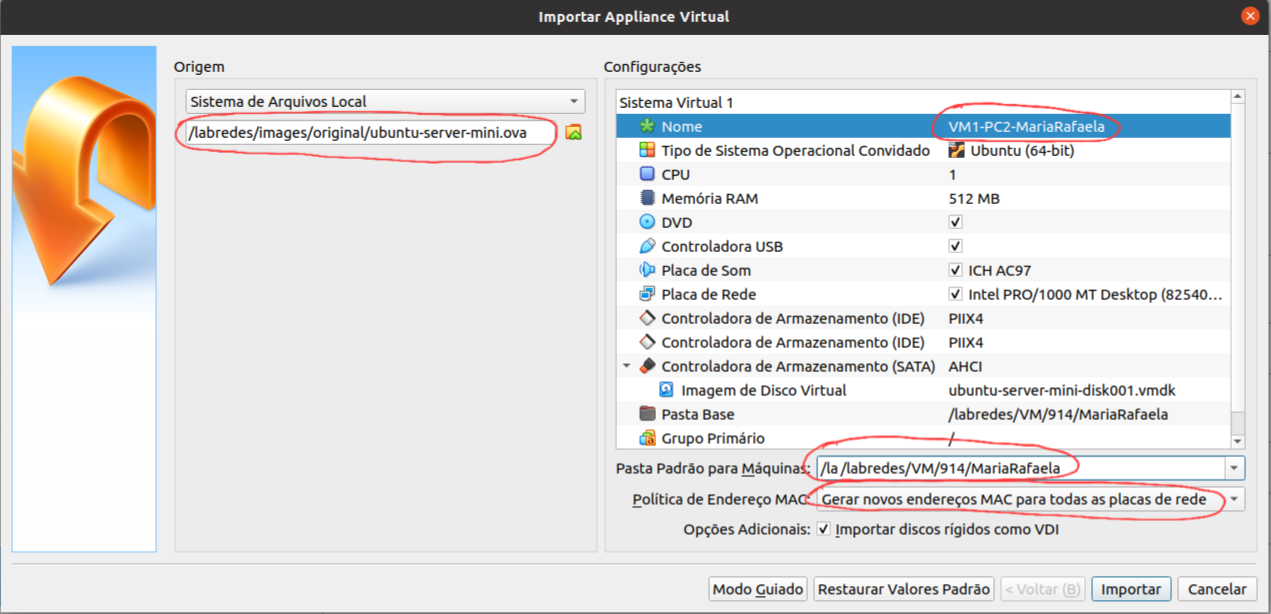 Importar Appliance Virtual
Origem
Sistema de Arquivos Local
/labredes/images/original/ubuntu-server-mini.ova
Configurações
Sistema Virtual 1
Nome VM1-PC2-MariaRafaela
Tipo de Sistema Operacional Convidado Ubuntu (64-bit)
CPU 1
Memória RAM 512 MB
DVD
Controladora USB
Placa de Som ICH AC97
Placa de Rede Intel PRO/1000 MT Desktop (82540...
Controladora de Armazenamento (IDE) PIIX4
Controladora de Armazenamento (IDE) PIIX4
Controladora de Armazenamento (SATA) AHCI
Imagem de Disco Virtual ubuntu-server-mini-disk001.vmdk
Pasta Base /labredes/VM/914/MariaRafaela
Grupo Primário /
Pasta Padrão para Máquinas: /la /labredes/VM/914/MariaRafaela
Política de Endereço MAC: Gerar novos endereços MAC para todas as placas de rede
Opções Adicionais: Importar discos rígidos como VDI
Modo Guiado Restaurar Valores Padrão < Voltar (B) Importar Cancelar